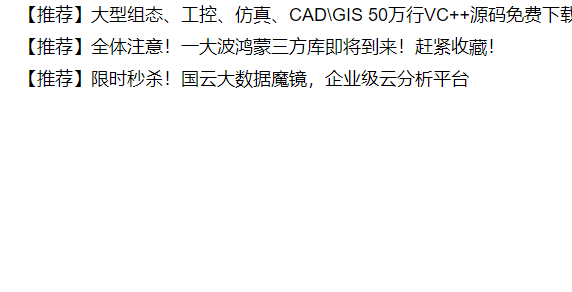 【推荐】大型组态、工控、仿真、CAD\GIS 50万行VC++源码免费下载
【推荐】全体注意！一大波鸿蒙三方库即将到来！赶紧收藏！
【推荐】限时秒杀！国云大数据魔镜，企业级云分析平台